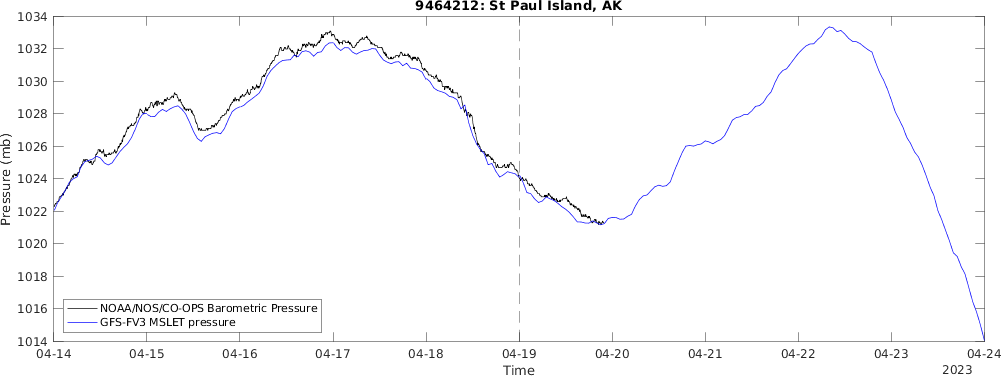 9464212: St Paul Island, AK
Pressure (mb)
1034
1032
1030
1028
1026
1024
1022
1020
1018
1016
1014
NOAA/NOS/CO-OPS Barometric Pressure
GFS-FV3 MSLET pressure
04-14 04-15 04-16 04-17 04-18 04-19 04-20 04-21 04-22 04-23 04-24
Time
2023